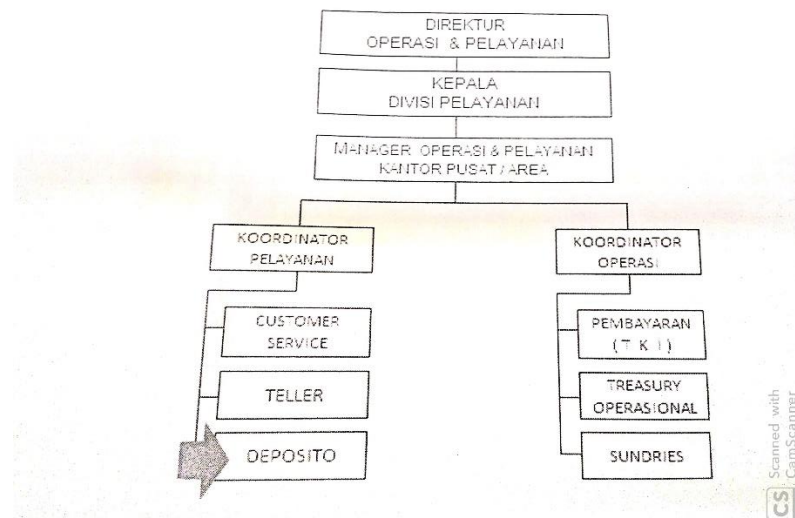 DIREKTUR
OPERASI & PELAYANAN
KEPALA
DIVISI PELAYANAN
MANAGER OPERASI & PELAYANAN
KANTOR PUSAT / AREA
KOORDINATOR
PELAYANAN
CUSTOMER
SERVICE
TELLER
DEPOSITO
KOORDINATOR
OPERASI
PEMBAYARAN
( T K I )
TREASURY
OPERASIONAL
SUNDRIES
CS Scanned with
CamScanner